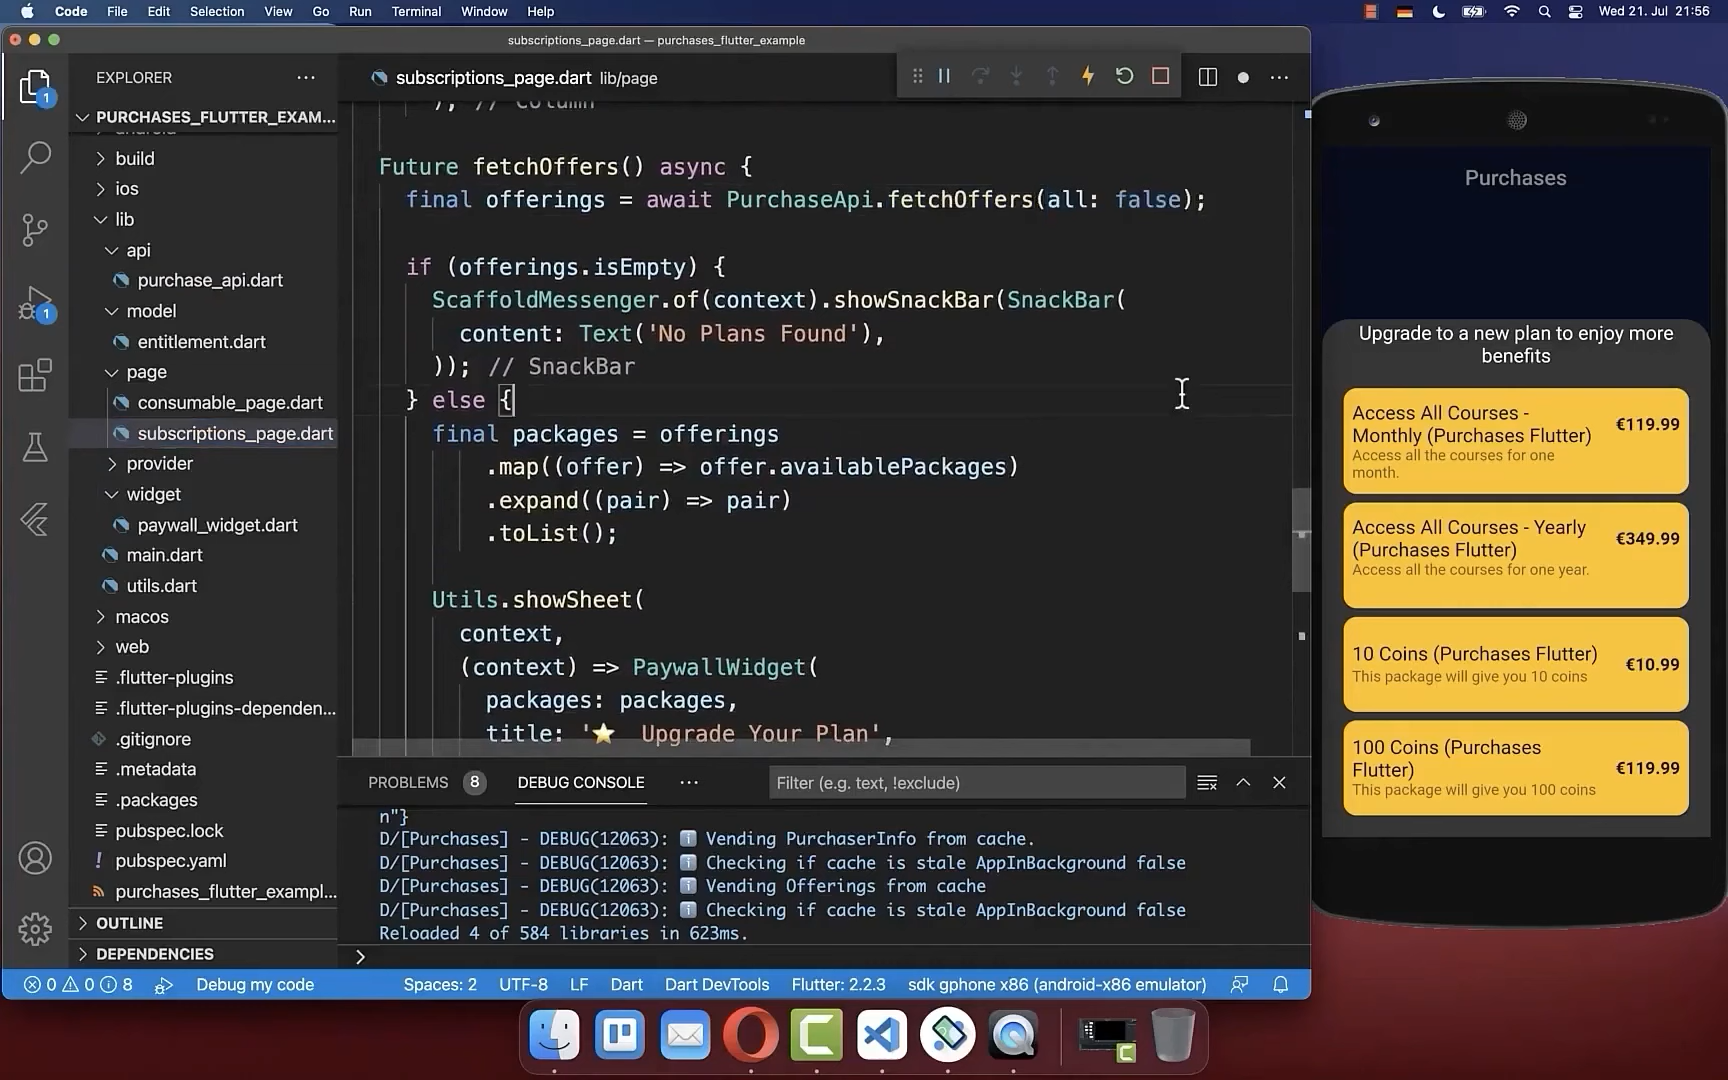 Code File Edit Selection View Go Run Terminal Window Help
Wed 21. Jul 21:56
subscriptions_page.dart — purchases_flutter_example
EXPLORER
PURCHASES_FLUTTER_EXAM...
build
ios
lib
api
purchase_api.dart
model
entitlement.dart
page
consumable_page.dart
subscriptions_page.dart
provider
widget
paywall_widget.dart
main.dart
utils.dart
macos
web
.flutter-plugins
.flutter-plugins-dependen...
.gitignore
.metadata
.packages
pubspec.lock
pubspec.yaml
purchases_flutter_exampl...
OUTLINE
DEPENDENCIES
1
1
subscriptions_page.dart lib/page
), // Column
Future fetchOffers() async {
final offerings = await PurchaseApi.fetchOffers(all: false);
if (offerings.isEmpty) {
ScaffoldMessenger.of(context).showSnackBar(SnackBar(
content: Text('No Plans Found'),
)); // SnackBar
} else {
final packages = offerings
.map((offer) => offer.availablePackages)
.expand((pair) => pair)
.toList();
Utils.showSheet(
context,
(context) => PaywallWidget(
packages: packages,
title: '⭐ Upgrade Your Plan',
PROBLEMS 8 DEBUG CONSOLE
Filter (e.g. text, !exclude)
n"}
D/[Purchases] - DEBUG(12063): ℹ️ Vending PurchaserInfo from cache.
D/[Purchases] - DEBUG(12063): ℹ️ Checking if cache is stale AppInBackground false
D/[Purchases] - DEBUG(12063): ℹ️ Vending Offerings from cache
D/[Purchases] - DEBUG(12063): ℹ️ Checking if cache is stale AppInBackground false
Reloaded 4 of 584 libraries in 623ms.
0 0 8 Debug my code Spaces: 2 UTF-8 LF Dart Dart DevTools Flutter: 2.2.3 sdk gphone x86 (android-x86 emulator)
Purchases
Upgrade to a new plan to enjoy more
benefits
Access All Courses -
Monthly (Purchases Flutter)
€119.99
Access all the courses for one
month.
Access All Courses - Yearly
(Purchases Flutter)
€349.99
Access all the courses for one year.
10 Coins (Purchases Flutter)
€10.99
This package will give you 10 coins
100 Coins (Purchases
Flutter)
€119.99
This package will give you 100 coins